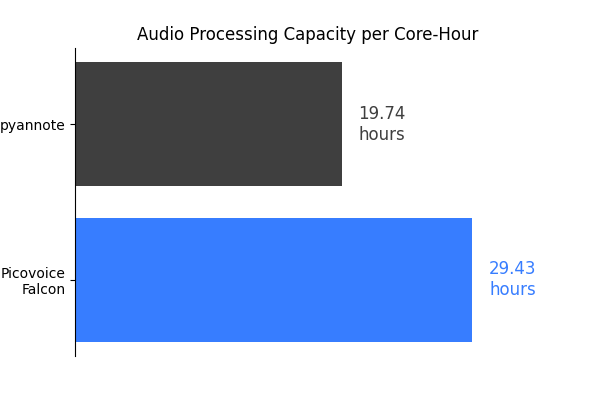 Audio Processing Capacity per Core-Hour
pyannote
19.74
hours
Picovoice
Falcon
29.43
hours